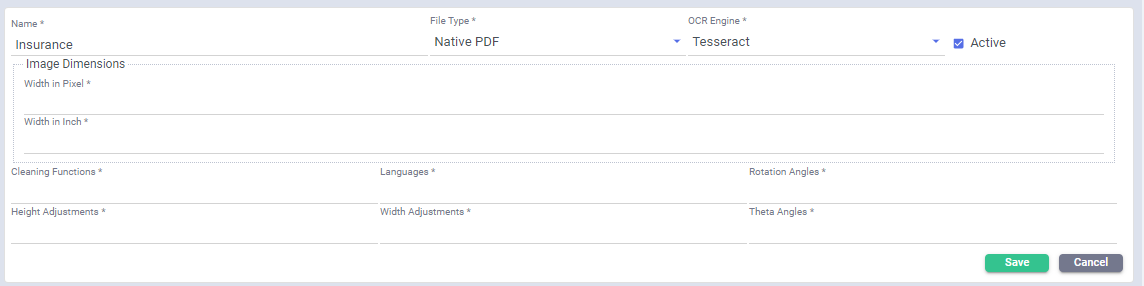 Name * File Type * OCR Engine *
Insurance Native PDF Tesseract Active
Image Dimensions
Width in Pixel *
Width in Inch *
Cleaning Functions * Languages * Rotation Angles *
Height Adjustments * Width Adjustments * Theta Angles *
Save Cancel